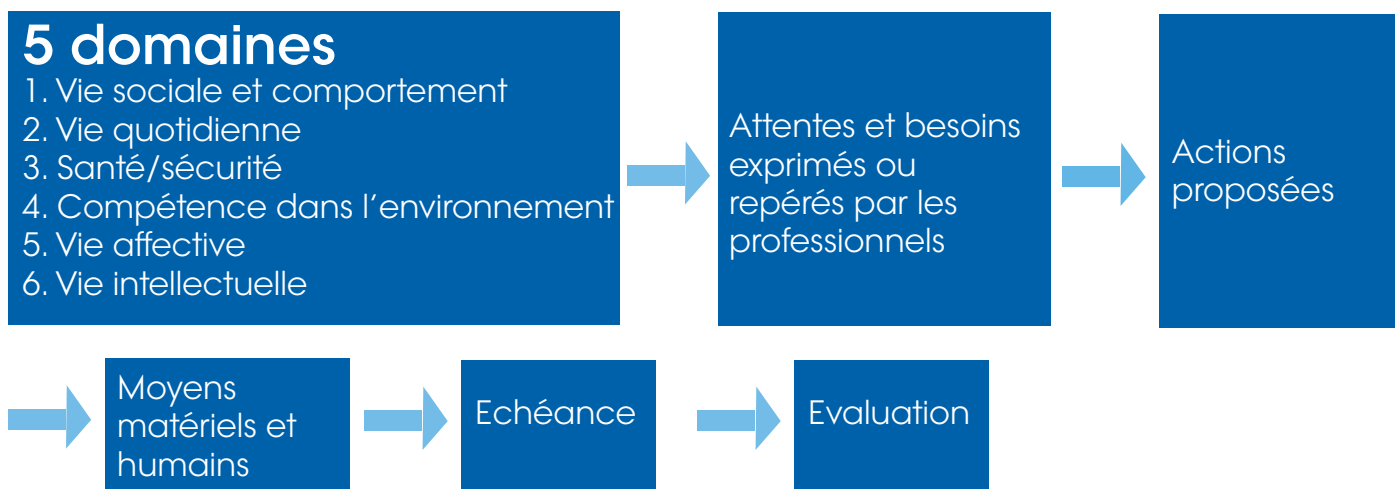 5 domaines
1. Vie sociale et comportement
2. Vie quotidienne
3. Santé/sécurité
4. Compétence dans l’environnement
5. Vie affective
6. Vie intellectuelle
Attentes et besoins
exprimés ou
repérés par les
professionnels
Actions
proposées
Moyens
matériels et
humains
Echéance
Evaluation